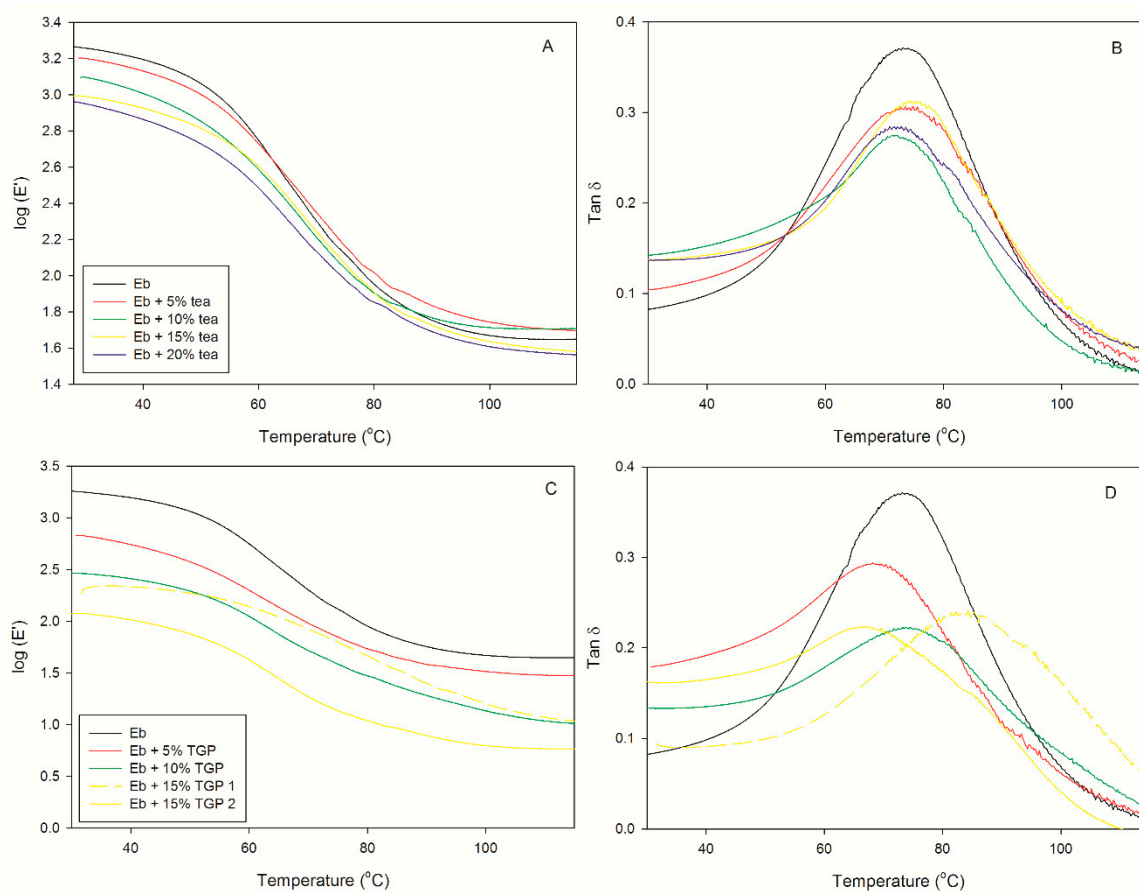 A
3.4
3.2
3.0
2.8
2.6
2.4
2.2
2.0
1.8
1.6
1.4
log (E')
40
60
80
100
Temperature (°C)
Eb
Eb + 5% tea
Eb + 10% tea
Eb + 15% tea
Eb + 20% tea
B
0.4
0.3
0.2
0.1
0.0
Tan δ
40
60
80
100
Temperature (°C)
C
3.5
3.0
2.5
2.0
1.5
1.0
0.5
0.0
log (E')
40
60
80
100
Temperature (°C)
Eb
Eb + 5% TGP
Eb + 10% TGP
Eb + 15% TGP 1
Eb + 15% TGP 2
D
0.4
0.3
0.2
0.1
0.0
Tan δ
40
60
80
100
Temperature (°C)